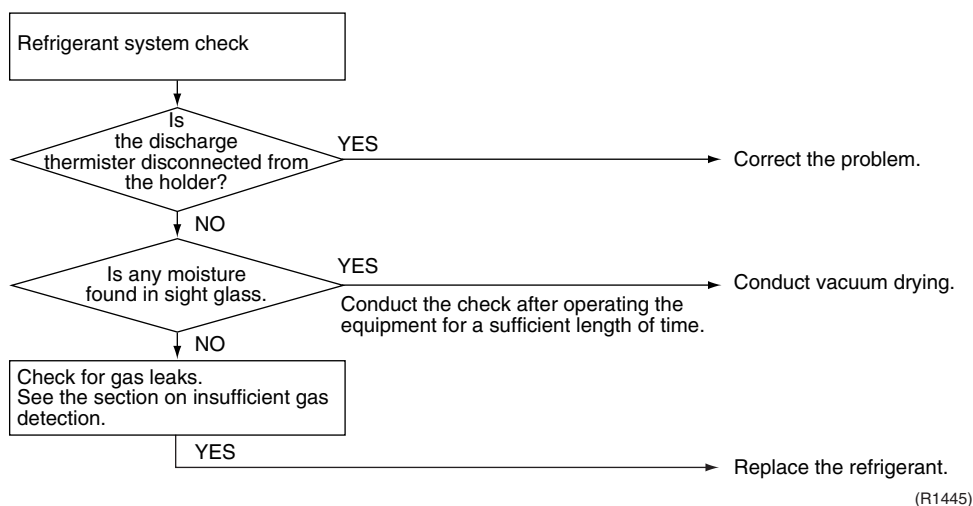 Refrigerant system check
Is
the discharge
thermister disconnected from
the holder?
YES
Correct the problem.
NO
Is any moisture
found in sight glass.
YES
Conduct the check after operating the
equipment for a sufficient length of time.
Conduct vacuum drying.
NO
Check for gas leaks.
See the section on insufficient gas
detection.
YES
Replace the refrigerant.
(R1445)